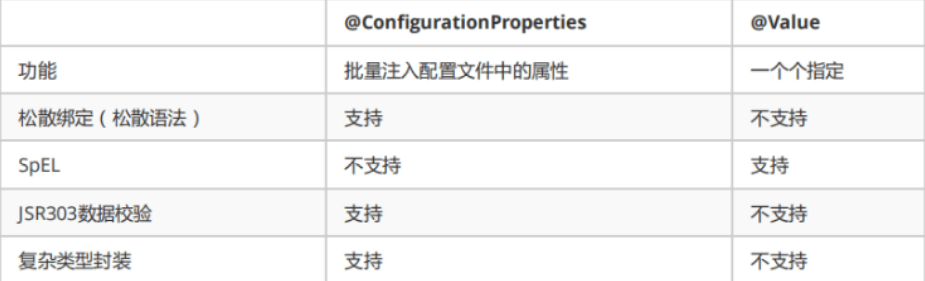 @ConfigurationProperties @Value
功能 批量注入配置文件中的属性 一个个指定
松散绑定（松散语法） 支持 不支持
SpEL 不支持 支持
JSR303数据校验 支持 不支持
复杂类型封装 支持 不支持